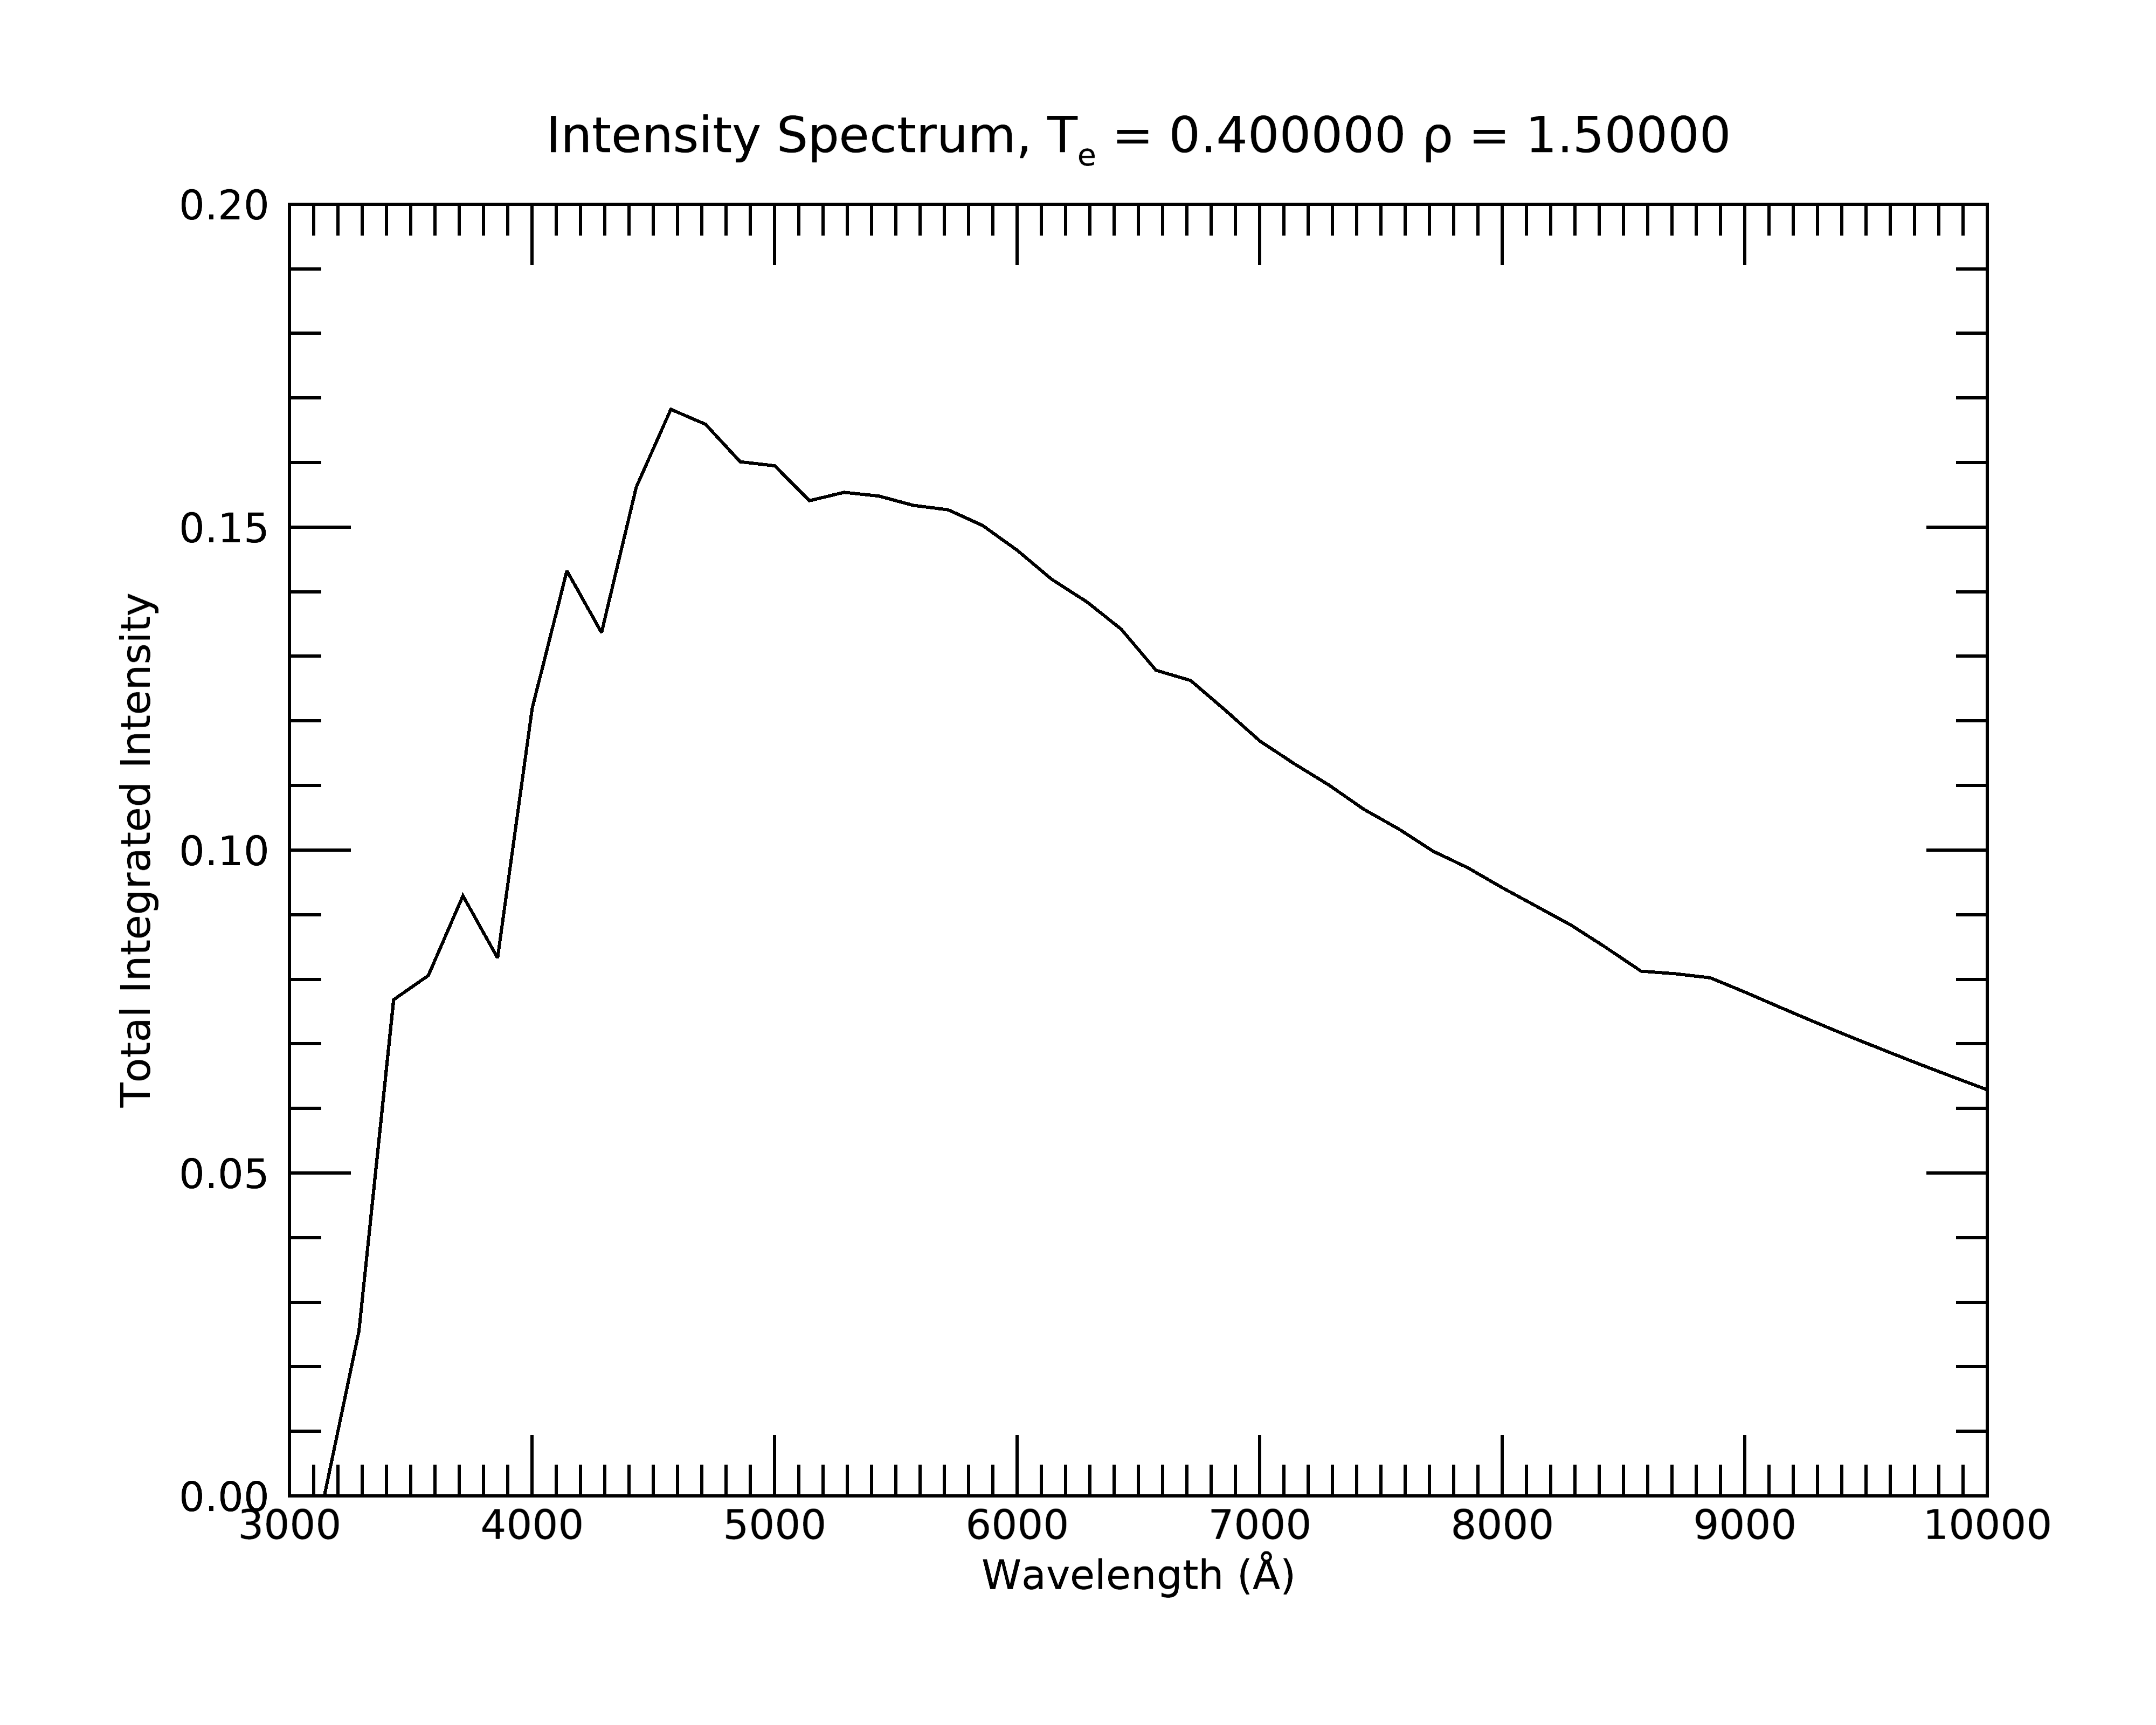 Intensity Spectrum, Tₑ = 0.400000 ρ = 1.50000
0.20
0.15
0.10
0.05
0.00
Total Integrated Intensity
3000 4000 5000 6000 7000 8000 9000 10000
Wavelength (Å)